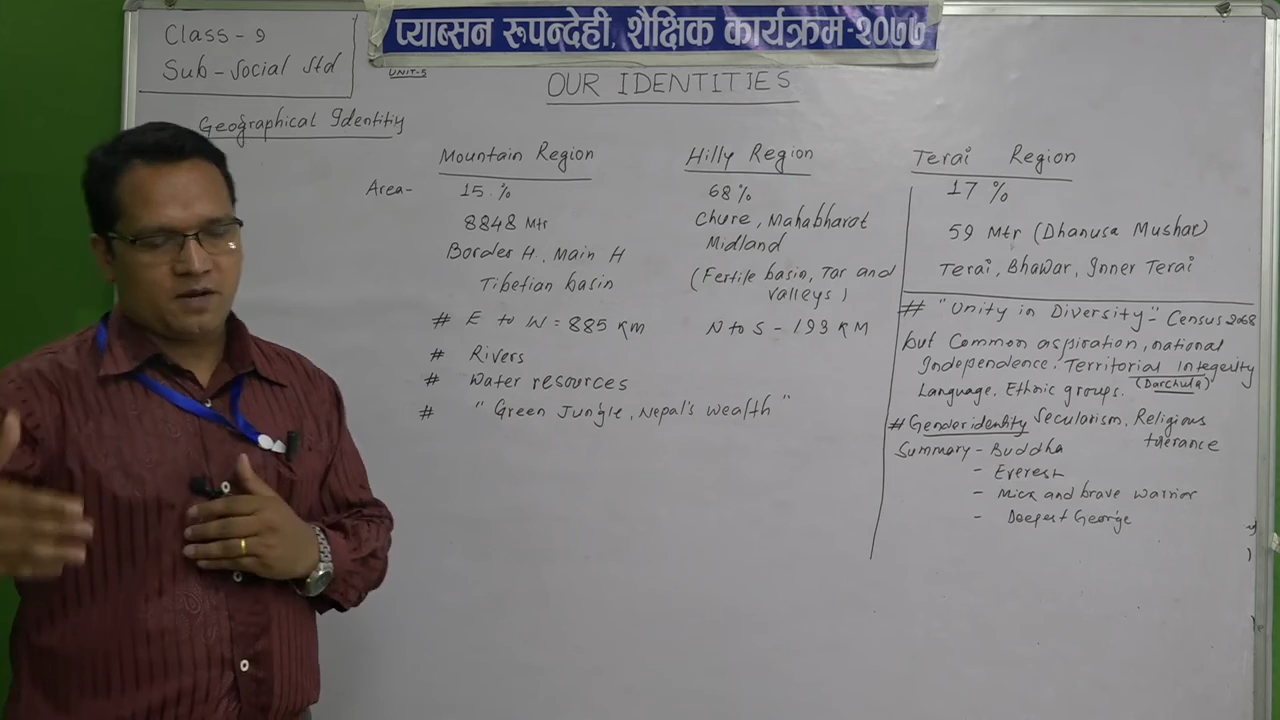 प्याब्सन रूपन्देही, शैक्षिक कार्यक्रम-२०७७
Class - 9
Sub - Social Std
UNIT-5
OUR IDENTITIES
Geographical Identitiy
Mountain Region
Area- 15 %
8848 Mtr
Border H, Main H
Tibetian basin
# E to W = 885 KM
# Rivers
# Water resources
# "Green Jungle, Nepal's Wealth"
Hilly Region
68%
Chure, Mahabharat
Midland
(Fertile basin, Tar and
valleys)
N to S - 193 KM
Terai Region
17 %
59 Mtr (Dhanusa Mushar)
Terai, Bhawar, Inner Terai
# "Unity in Diversity" - Census 2068
but Common aspiration, national
Independence, Territorial Integerity
(Darchula)
Language, Ethnic groups.
# Gender identity Secularism, Religious
tolerance
Summary - Buddha
- Everest
- Nick and brave warrior
- Deepest George